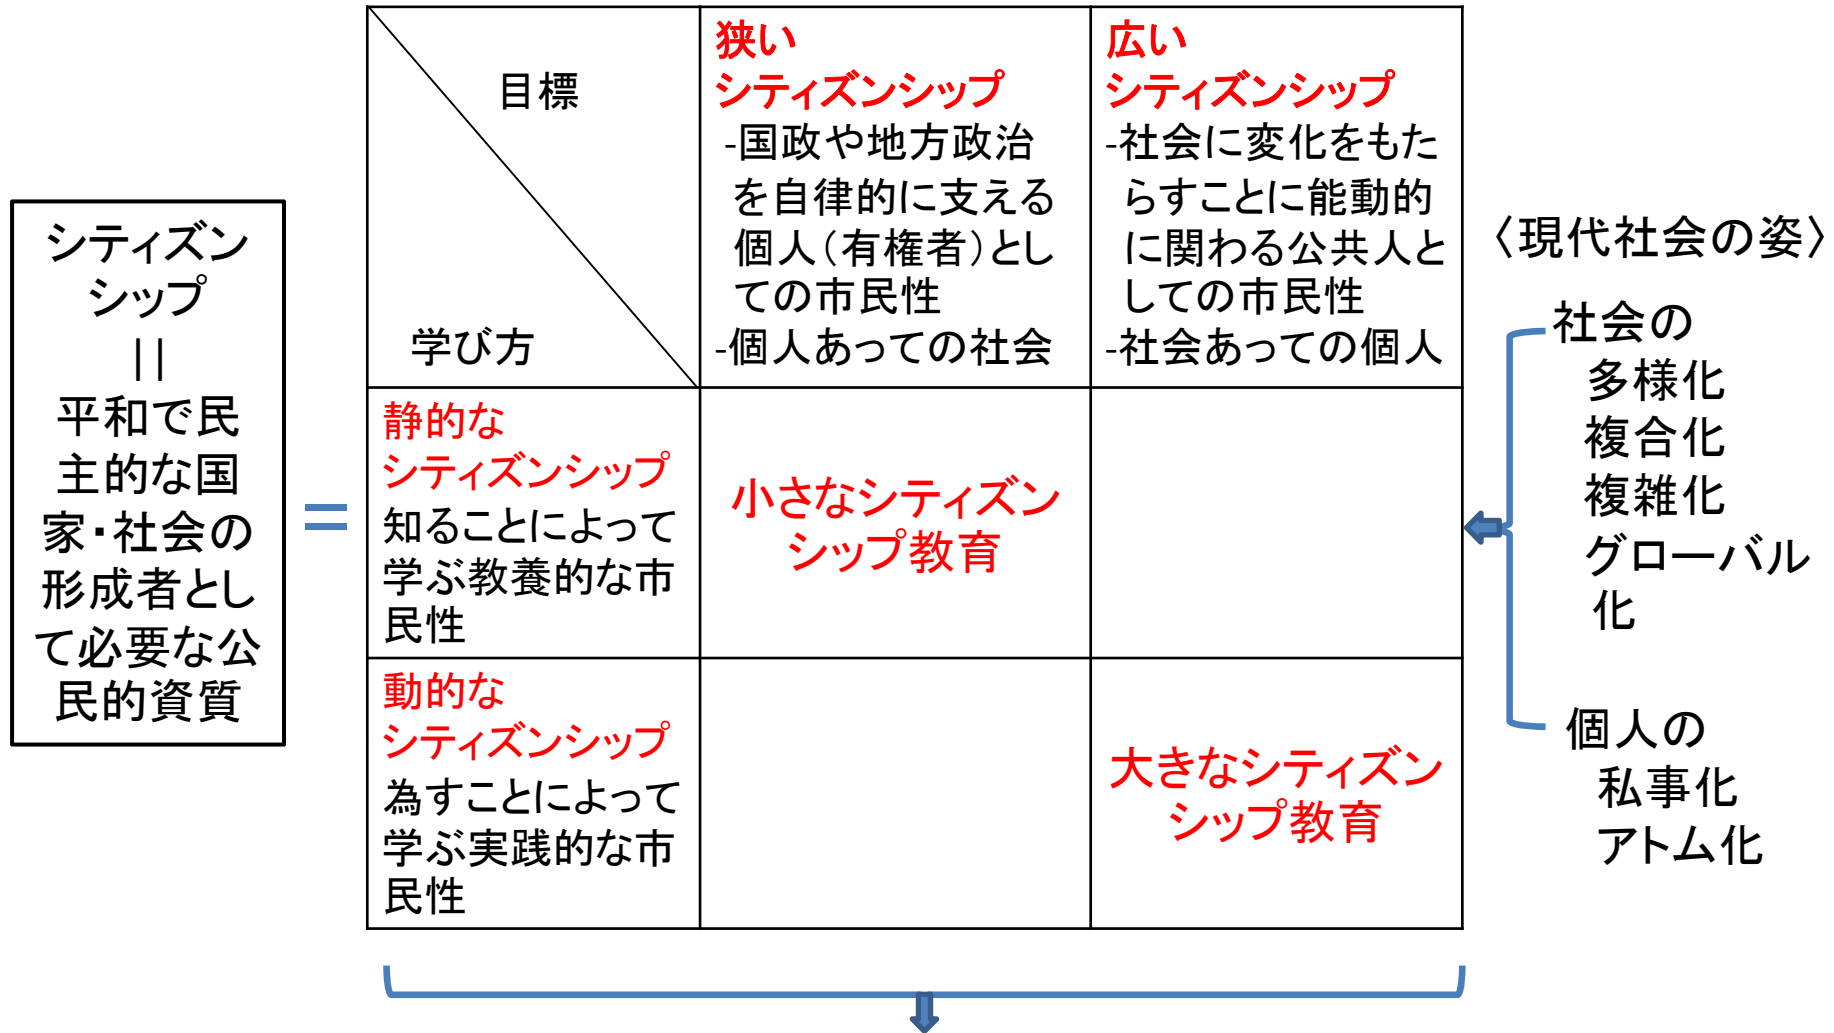 シティズン
シップ
||
平和で民
主的な国
家・社会の
形成者とし
て必要な公
民的資質
=
目標
学び方
狭い
シティズンシップ
-国政や地方政治
を自律的に支える
個人（有権者）とし
ての市民性
-個人あっての社会
広い
シティズンシップ
-社会に変化をもた
らすことに能動的
に関わる公共人と
しての市民性
-社会あっての個人
静的な
シティズンシップ
知ることによって
学ぶ教養的な市
民性
小さなシティズン
シップ教育
動的な
シティズンシップ
為すことによって
学ぶ実践的な市
民性
大きなシティズン
シップ教育
〈現代社会の姿〉
社会の
多様化
複合化
複雑化
グローバル
化
個人の
私事化
アトム化